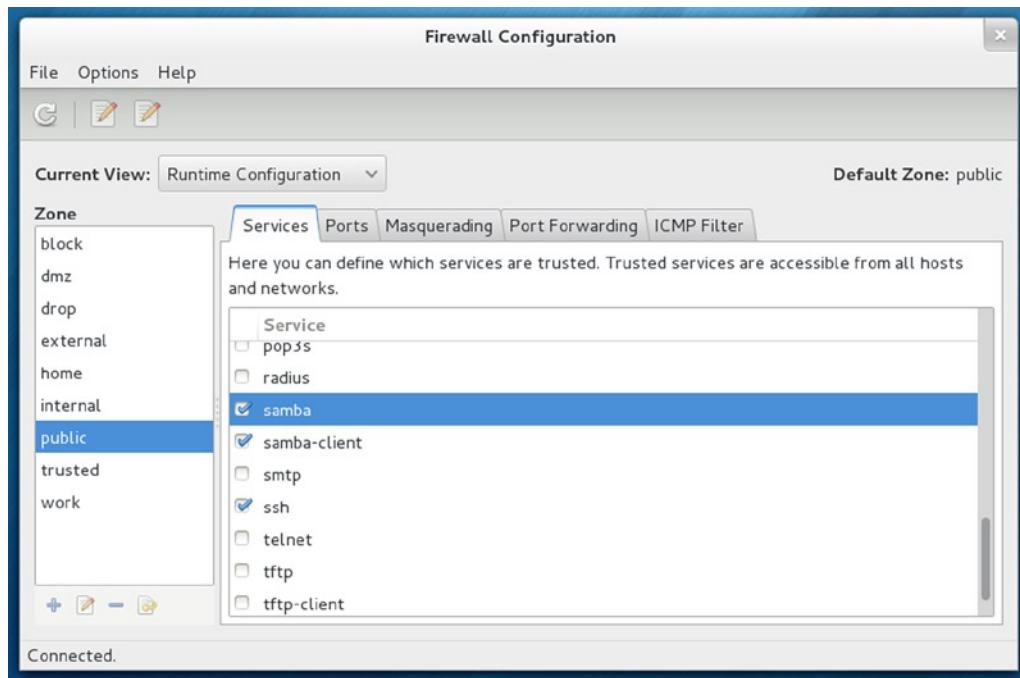 Firewall Configuration
File Options Help
Current View: Runtime Configuration
Default Zone: public
Zone
block
dmz
drop
external
home
internal
public
trusted
work
Services Ports Masquerading Port Forwarding ICMP Filter
Here you can define which services are trusted. Trusted services are accessible from all hosts
and networks.
Service
pop3s
radius
samba
samba-client
smtp
ssh
telnet
tftp
tftp-client
Connected.